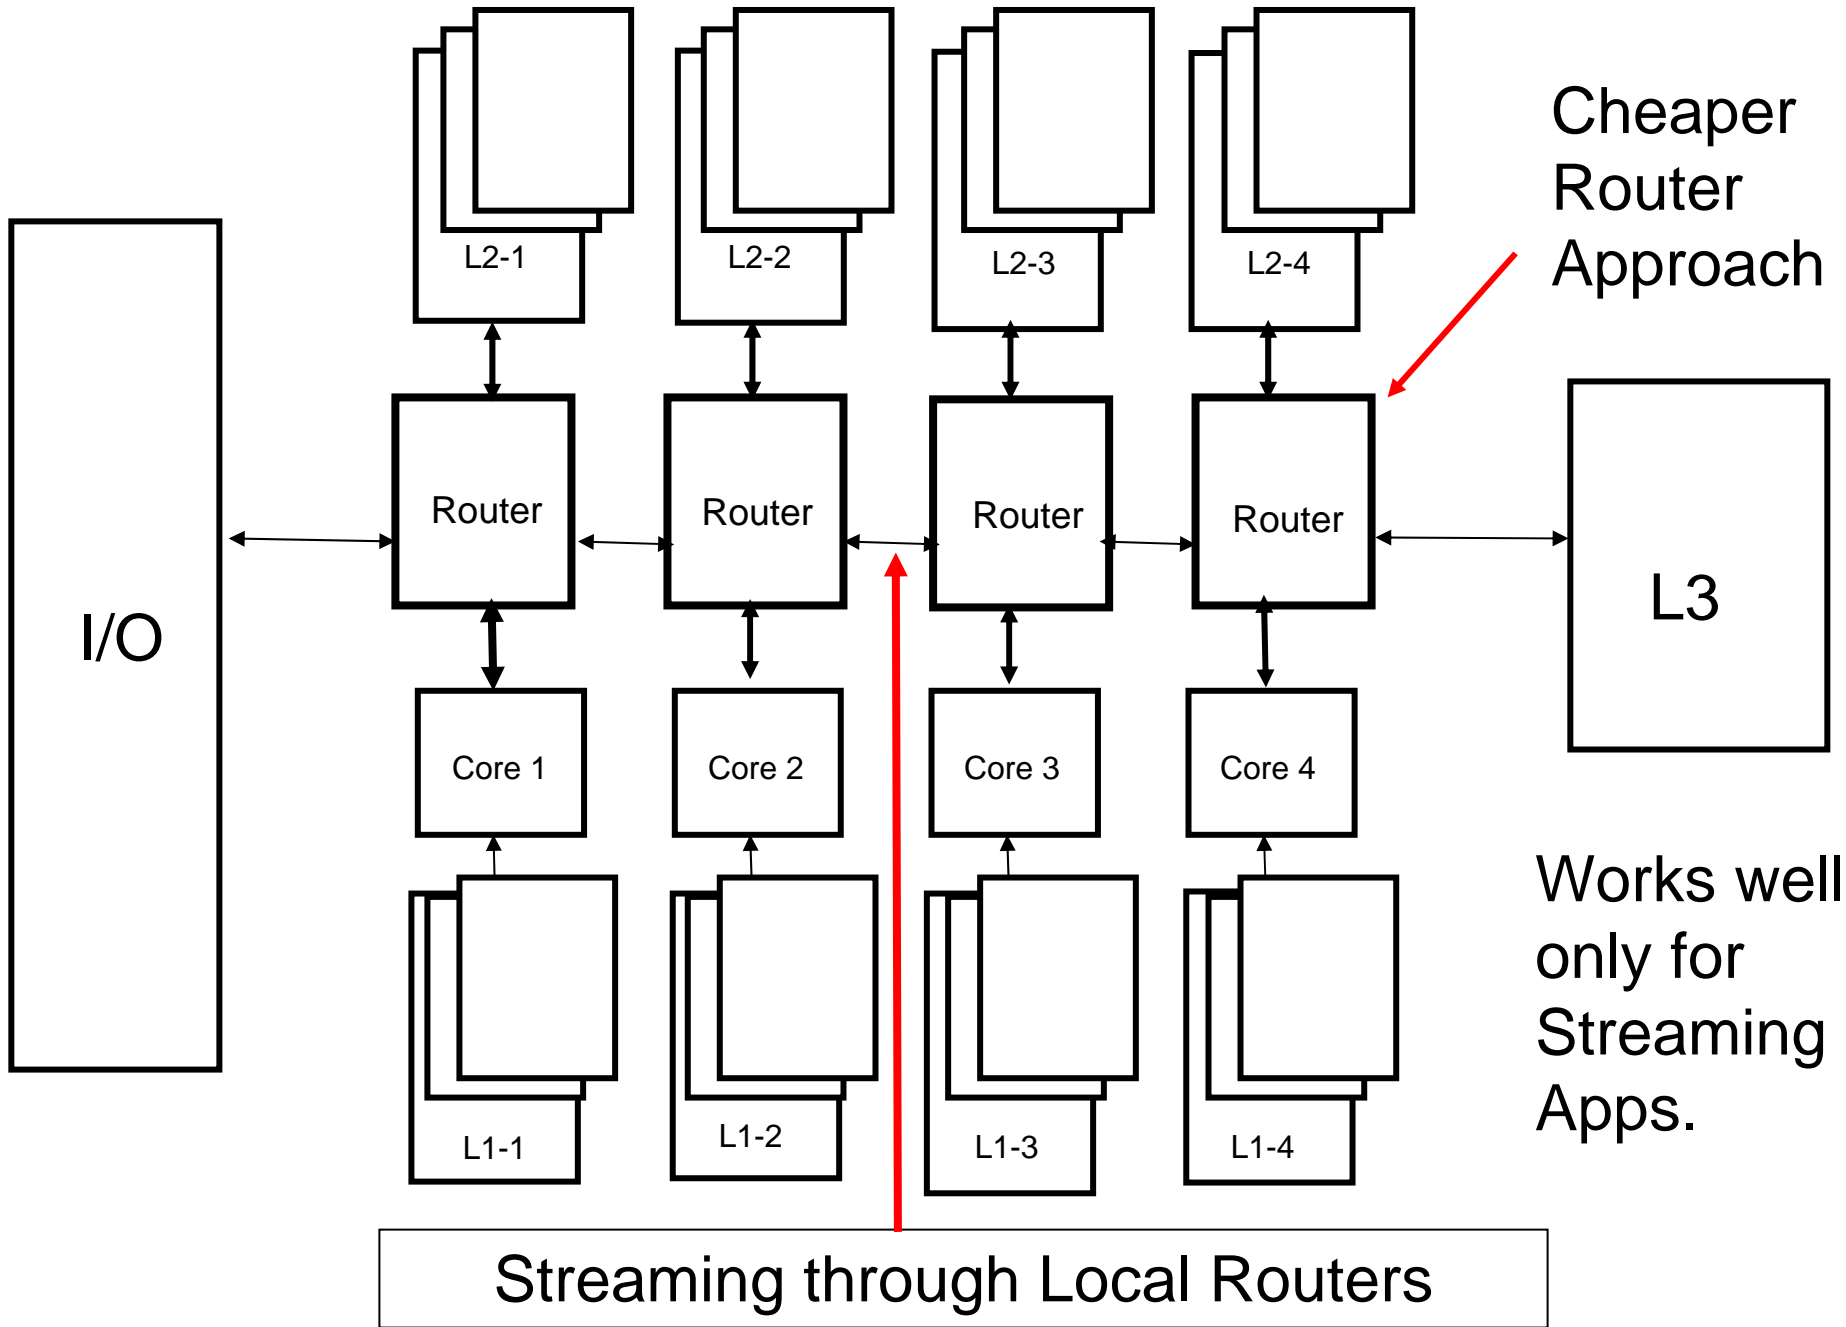 Cheaper
Router
Approach
L2-1
L2-2
L2-3
L2-4
Router
Router
Router
Router
I/O
L3
Core 1
Core 2
Core 3
Core 4
Works well
only for
Streaming
Apps.
L1-1
L1-2
L1-3
L1-4
Streaming through Local Routers